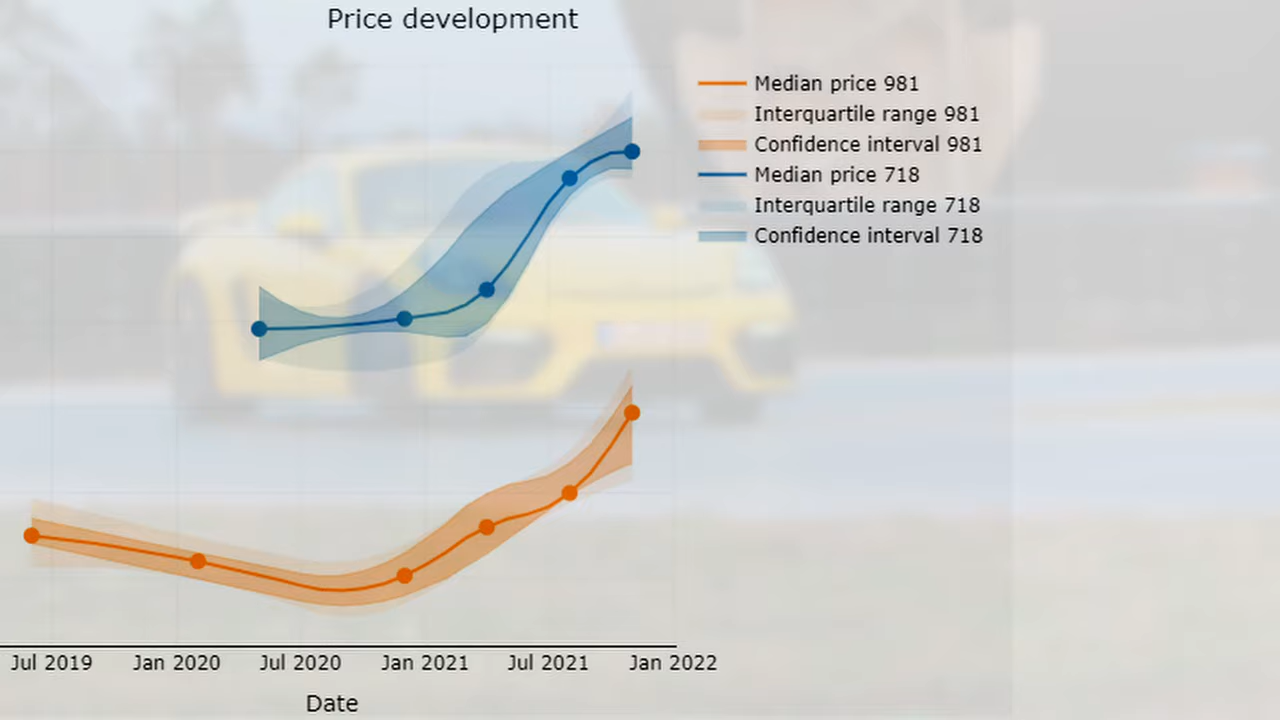 Price development
Median price 981
Interquartile range 981
Confidence interval 981
Median price 718
Interquartile range 718
Confidence interval 718
Jul 2019 Jan 2020 Jul 2020 Jan 2021 Jul 2021 Jan 2022
Date